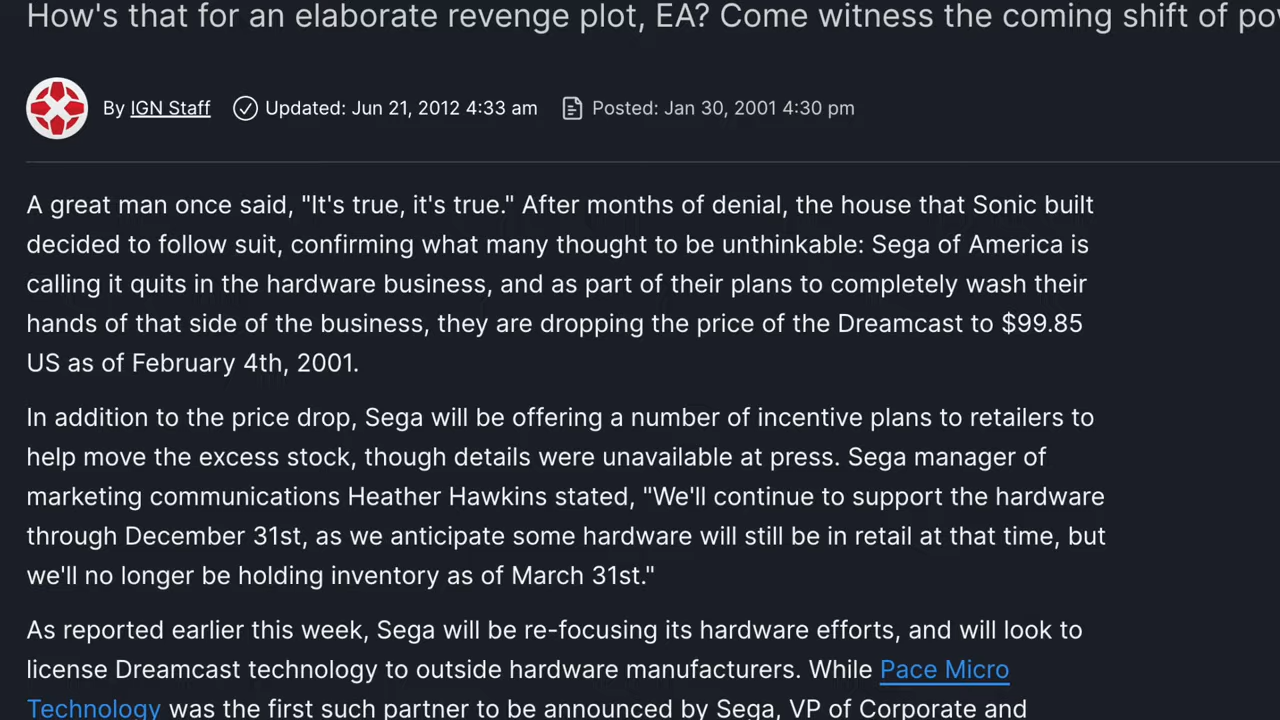 How's that for an elaborate revenge plot, EA? Come witness the coming shift of
By IGN Staff Updated: Jun 21, 2012 4:33 am Posted: Jan 30, 2001 4:30 pm
A great man once said, "It's true, it's true." After months of denial, the house that Sonic built
decided to follow suit, confirming what many thought to be unthinkable: Sega of America is
calling it quits in the hardware business, and as part of their plans to completely wash their
hands of that side of the business, they are dropping the price of the Dreamcast to $99.85
US as of February 4th, 2001.
In addition to the price drop, Sega will be offering a number of incentive plans to retailers to
help move the excess stock, though details were unavailable at press. Sega manager of
marketing communications Heather Hawkins stated, "We'll continue to support the hardware
through December 31st, as we anticipate some hardware will still be in retail at that time, but
we'll no longer be holding inventory as of March 31st."
As reported earlier this week, Sega will be re-focusing its hardware efforts, and will look to
license Dreamcast technology to outside hardware manufacturers. While Pace Micro
Technology was the first such partner to be announced by Sega, VP of Corporate and